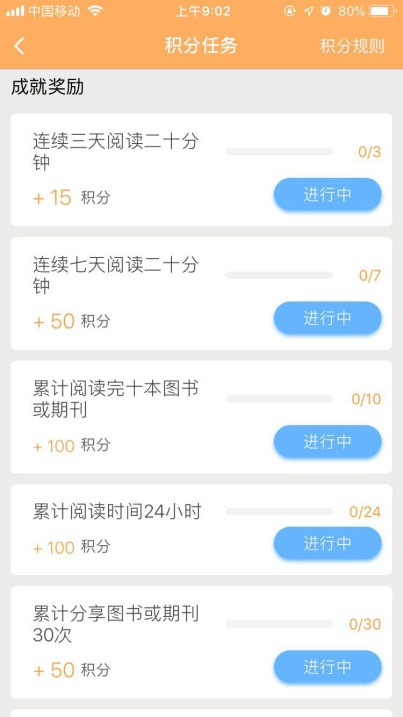 中国移动
上午9:02
80%
积分任务
积分规则
成就奖励
连续三天阅读二十分
钟
0/3
+ 15 积分
进行中
连续七天阅读二十分
钟
0/7
+ 50 积分
进行中
累计阅读完十本图书
或期刊
0/10
+ 100 积分
进行中
累计阅读时间24小时
0/24
+ 100 积分
进行中
累计分享图书或期刊
30次
0/30
+ 50 积分
进行中